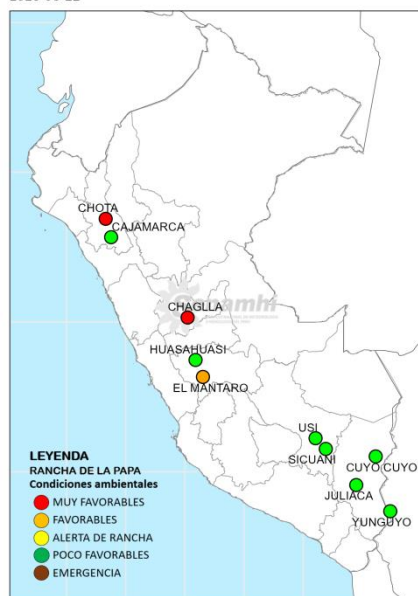 CHOTA
CAJAMARCA
CHAGLLA
HUASAHUASI
EL MANTARO
USI
SICUANI
CUYO CUYO
JULIACA
YUNGUYO
LEYENDA
RANCHA DE LA PAPA
Condiciones ambientales
MUY FAVORABLES
FAVORABLES
ALERTA DE RANCHA
POCO FAVORABLES
EMERGENCIA